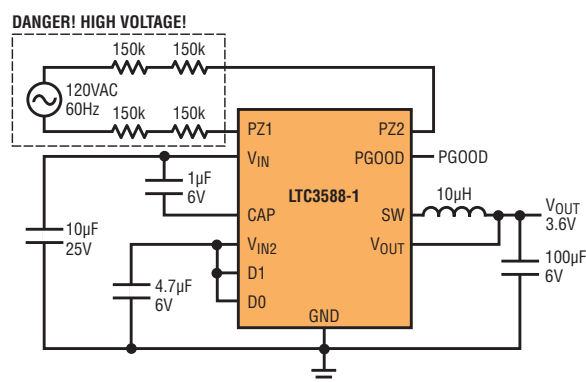 DANGER! HIGH VOLTAGE!
150k 150k
120VAC
60Hz
150k 150k
PZ1 PZ2
VIN PGOOD PGOOD
1µF
6V
LTC3588-1
10µH
CAP SW
VOUT
3.6V
10µF
25V
VIN2 VOUT
4.7µF
6V
D1
100µF
6V
D0
GND